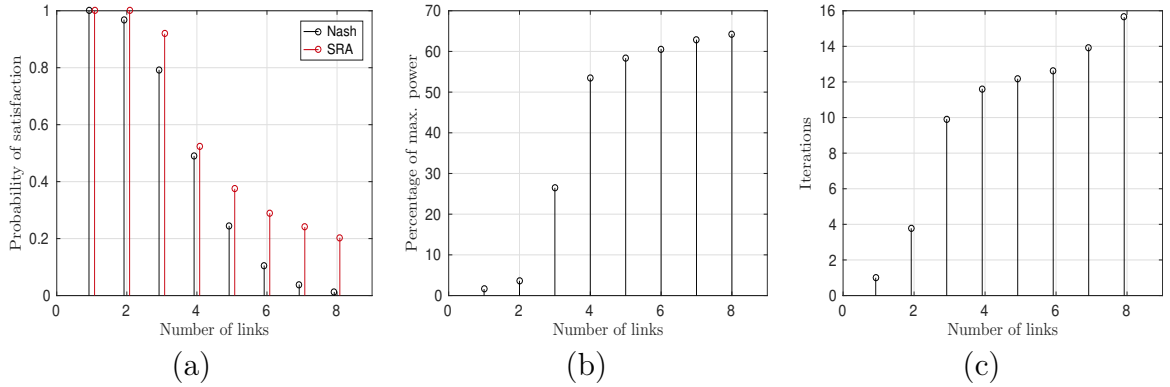 Probability of satisfaction
1
0.8
0.6
0.4
0.2
0
0 2 4 6 8
Number of links
Nash
SRA
(a)
Percentage of max. power
70
60
50
40
30
20
10
0
0 2 4 6 8
Number of links
(b)
Iterations
16
14
12
10
8
6
4
2
0
0 2 4 6 8
Number of links
(c)